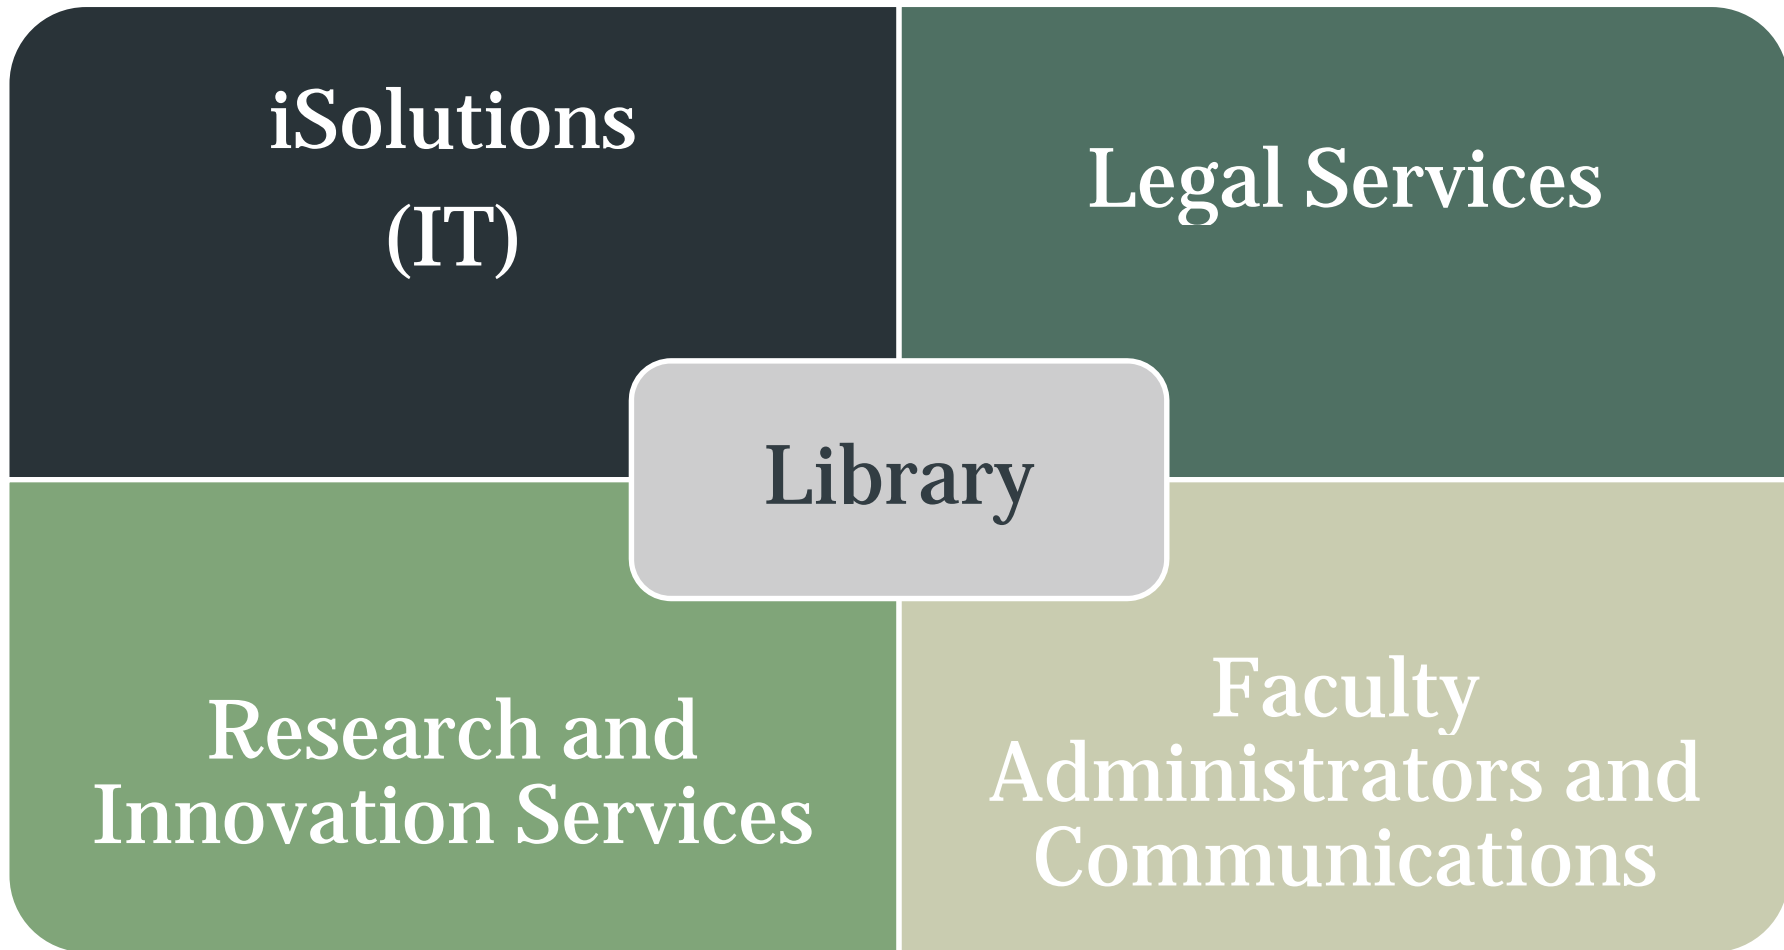 iSolutions
(IT)
Legal Services
Library
Research and
Innovation Services
Faculty
Administrators and
Communications